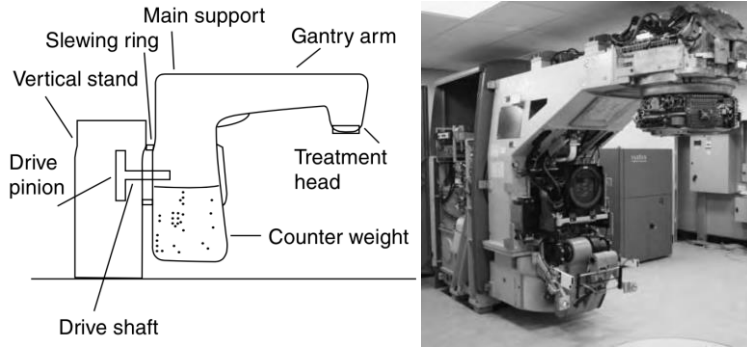 Main support
Slewing ring
Gantry arm
Vertical stand
Drive
pinion
Treatment
head
Counter weight
Drive shaft